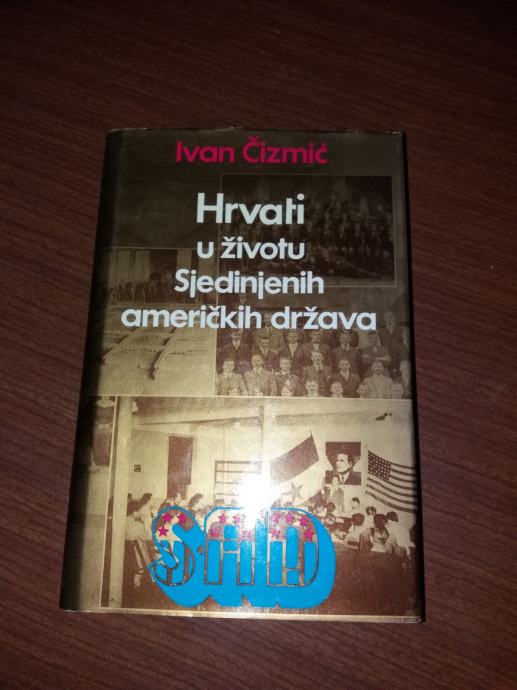 Ivan Čizmić
Hrvati
u životu
Sjedinjenih
američkih država
SAD